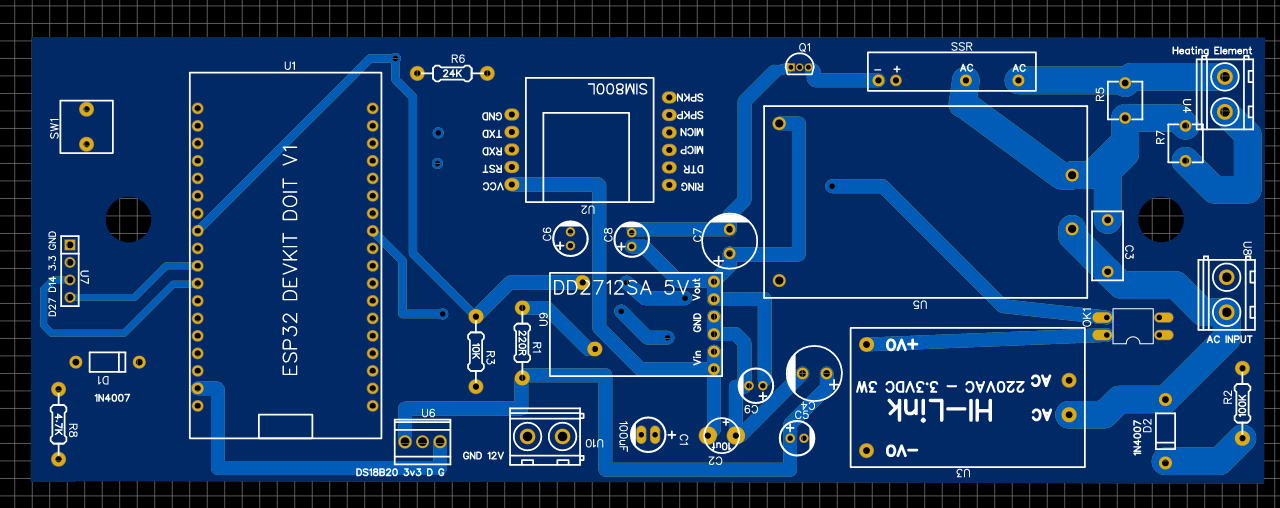 Heating Element
SSR
- +
AC AC
Q1
R6
24K
U1
ESP32 DEVKIT DOIT V1
SW1
SIM800L
GND
TXD
RXD
RST
VCC
SPKN
SPKP
MICN
MICP
DTR
RING
U2
R5
U4
R7
C6
C8
C7
+
+
+
C3
U8
AC INPUT
U7
D27 D14 3.3 GND
DD2712SA 5V
Vout
GND
Vin
U9
U5
OK1
D1
1N4007
R8
4.7K
R3
10K
R1
220R
U6
DS18B20 3v3 D G
GND 12V
U10
100uF
+
C1
+
10uF
C2
C9
+
C4
+
C5
+
+VO
220VAC - 3.3VDC 3W
Hi-Link
-VO
AC
AC
U3
1N4007
D2
R2
100K